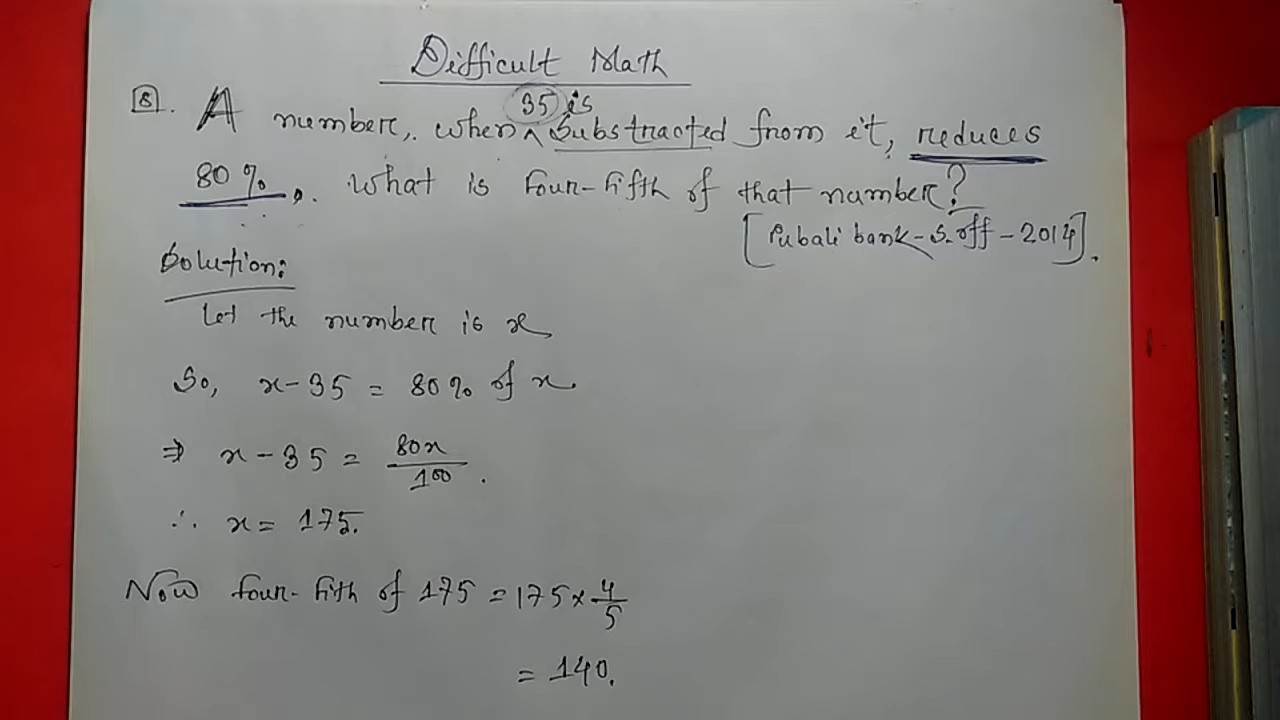 Difficult Math
8. A number, when 35 is substracted from it, reduces
80%. What is four-fifth of that number?
[Pubali bank - S. off - 2014].
Solution:
Let the number is x
So, x - 35 = 80% of x.
⇒ x - 35 = 80x/100.
∴ x = 175.
Now four-fith of 175 = 175 × 4/5
= 140.